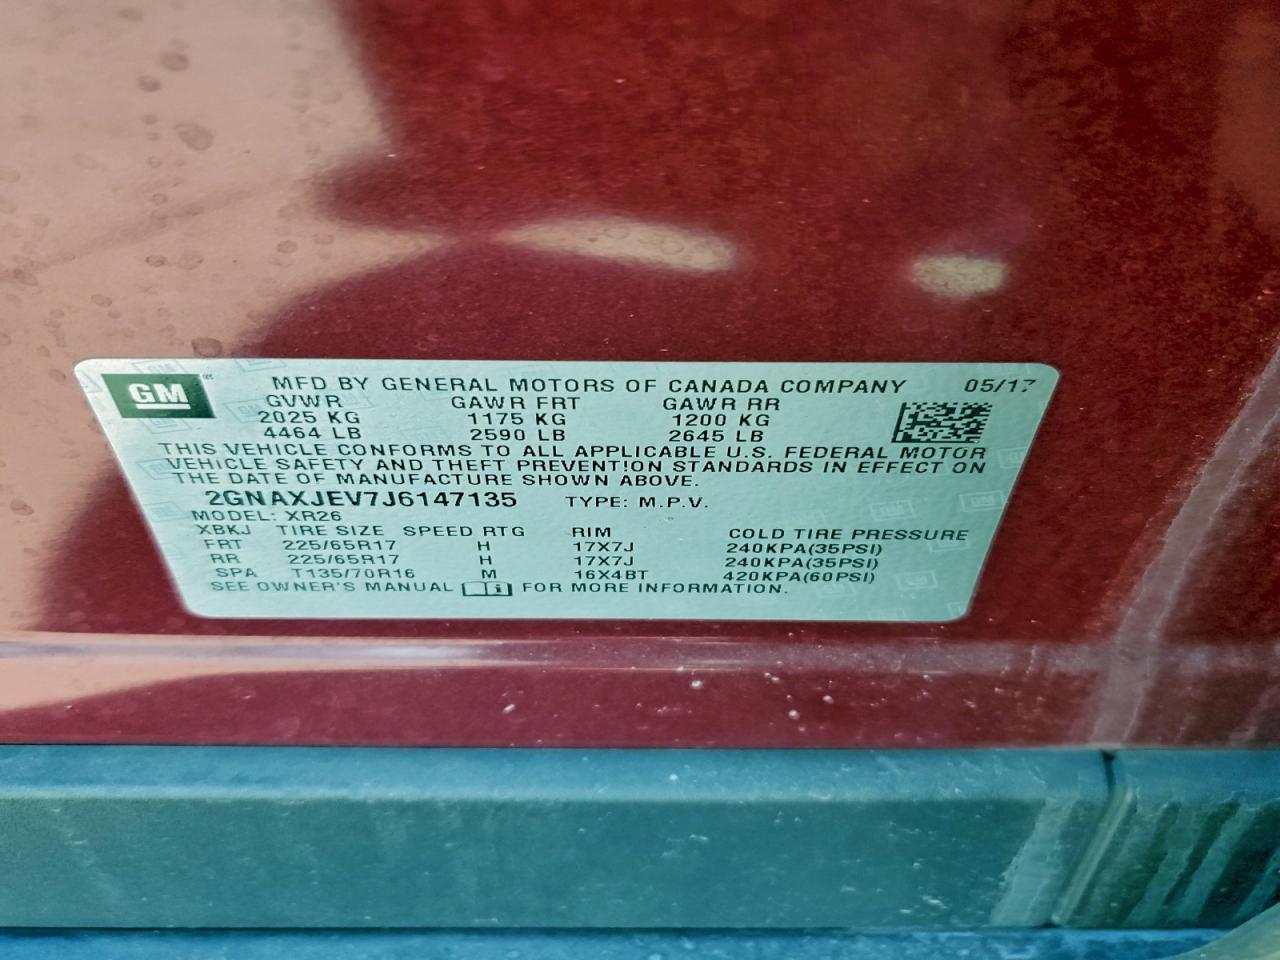 GM MFD BY GENERAL MOTORS OF CANADA COMPANY 05/17
GVWR GAWR FRT GAWR RR
2025 KG 1175 KG 1200 KG
4464 LB 2590 LB 2645 LB
THIS VEHICLE CONFORMS TO ALL APPLICABLE U.S. FEDERAL MOTOR
VEHICLE SAFETY AND THEFT PREVENTION STANDARDS IN EFFECT ON
THE DATE OF MANUFACTURE SHOWN ABOVE.
2GNAXJEV7J6147135 TYPE: M.P.V.
MODEL: XR26
XBKJ TIRE SIZE SPEED RTG RIM COLD TIRE PRESSURE
FRT 225/65R17 H 17X7J 240KPA(35PSI)
RR 225/65R17 H 17X7J 240KPA(35PSI)
SPA T135/70R16 M 16X4BT 420KPA(60PSI)
SEE OWNER'S MANUAL i FOR MORE INFORMATION.